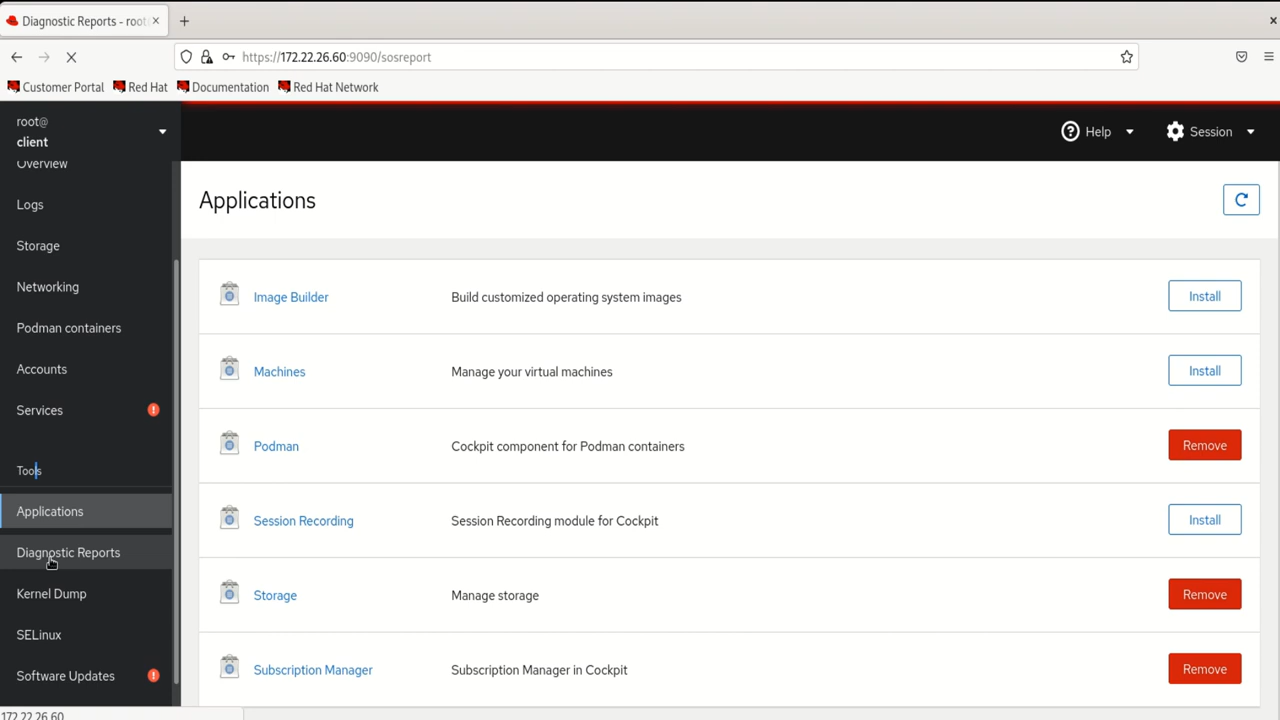 Diagnostic Reports - root
https://172.22.26.60:9090/sosreport
Customer Portal
Red Hat
Documentation
Red Hat Network
root@
client
Help
Session
Overview
Logs
Storage
Networking
Podman containers
Accounts
Services
Tools
Applications
Diagnostic Reports
Kernel Dump
SELinux
Software Updates
Applications
Image Builder Build customized operating system images Install
Machines Manage your virtual machines Install
Podman Cockpit component for Podman containers Remove
Session Recording Session Recording module for Cockpit Install
Storage Manage storage Remove
Subscription Manager Subscription Manager in Cockpit Remove
172.22.26.60